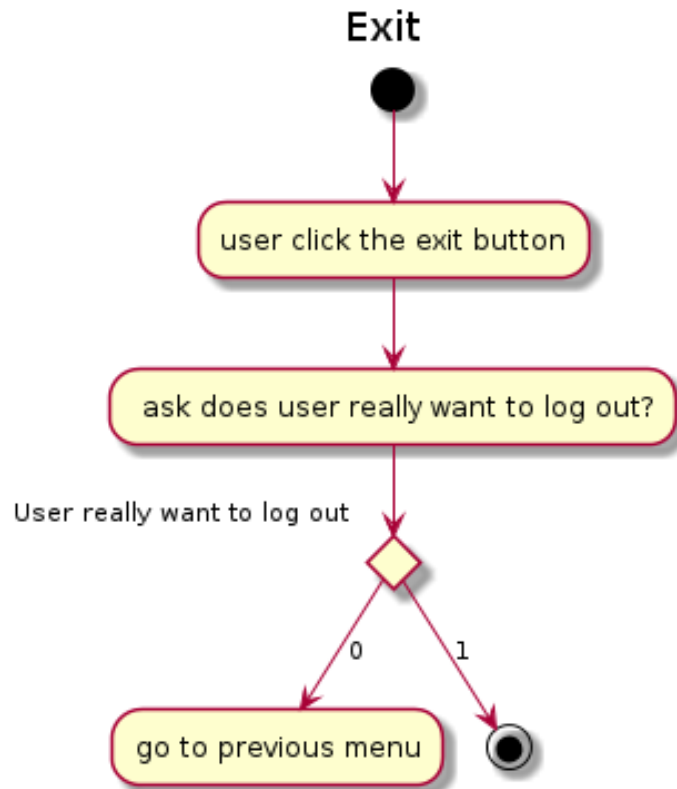 Exit
user click the exit button
ask does user really want to log out?
User really want to log out
0
1
go to previous menu